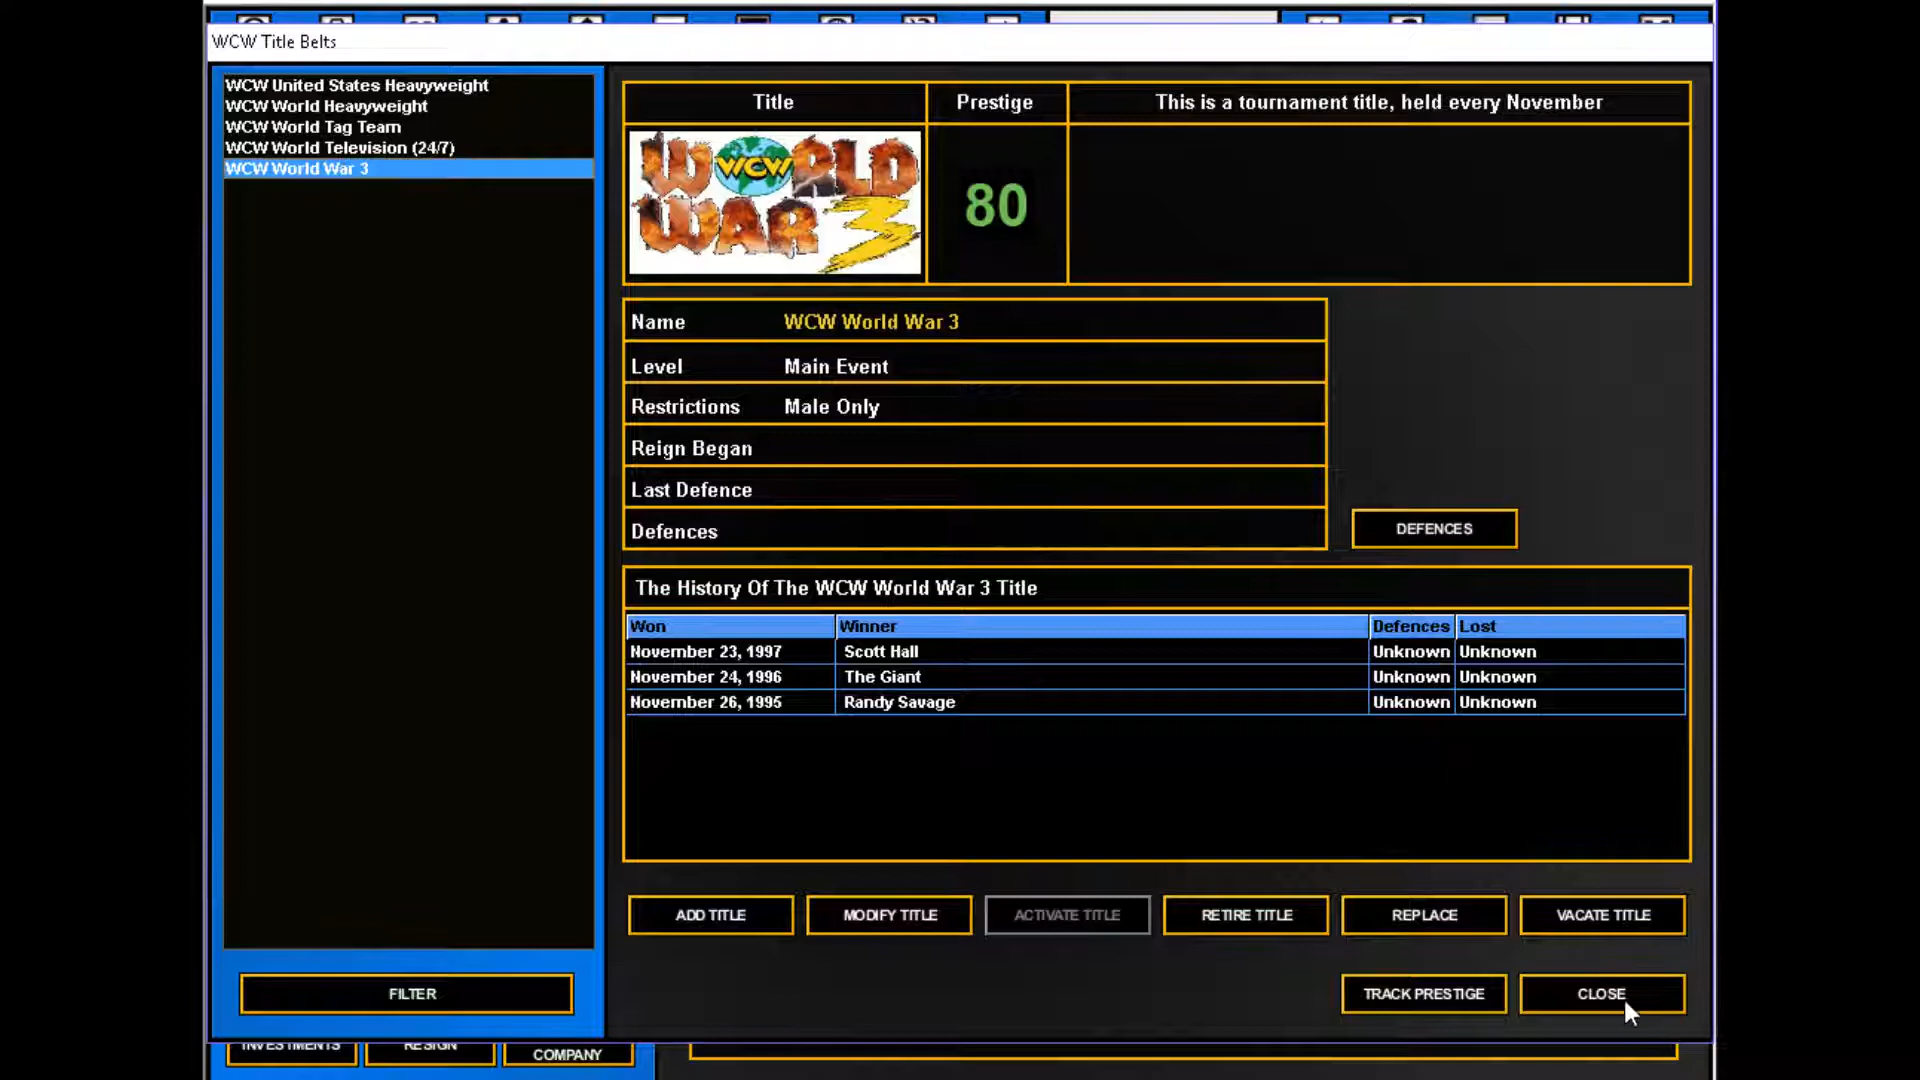 WCW Title Belts
WCW United States Heavyweight
WCW World Heavyweight
WCW World Tag Team
WCW World Television (24/7)
WCW World War 3
Title
Prestige
This is a tournament title, held every November
WORLD
WCW
WAR 3
80
Name WCW World War 3
Level Main Event
Restrictions Male Only
Reign Began
Last Defence
Defences
DEFENCES
The History Of The WCW World War 3 Title
Won Winner Defences Lost
November 23, 1997 Scott Hall Unknown Unknown
November 24, 1996 The Giant Unknown Unknown
November 26, 1995 Randy Savage Unknown Unknown
ADD TITLE
MODIFY TITLE
ACTIVATE TITLE
RETIRE TITLE
REPLACE
VACATE TITLE
FILTER
TRACK PRESTIGE
CLOSE
INVESTMENTS
RESIGN
COMPANY